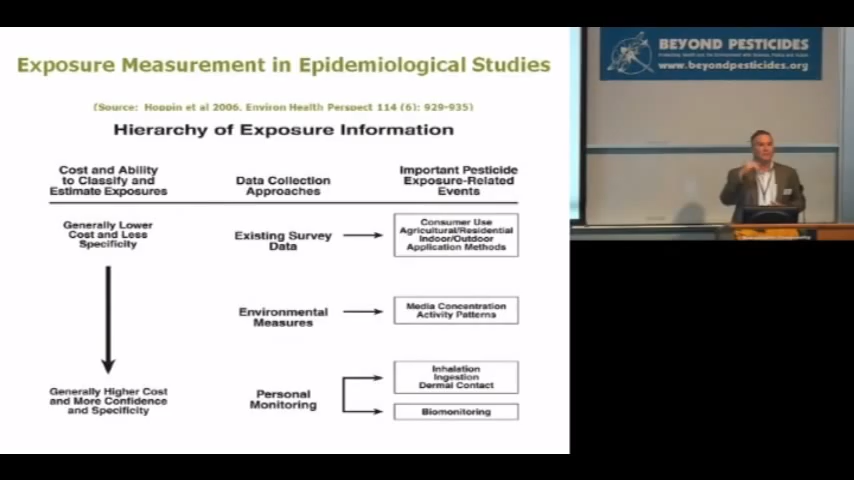 Exposure Measurement in Epidemiological Studies
(Source: Hoppin et al 2006. Environ Health Perspect 114 (6): 929-935)
Hierarchy of Exposure Information
Cost and Ability
to Classify and
Estimate Exposures
Data Collection
Approaches
Important Pesticide
Exposure-Related
Events
Generally Lower
Cost and Less
Specificity
Existing Survey
Data
Consumer Use
Agricultural/Residential
Indoor/Outdoor
Application Methods
Environmental
Measures
Media Concentration
Activity Patterns
Generally Higher Cost
and More Confidence
and Specificity
Personal
Monitoring
Inhalation
Ingestion
Dermal Contact
Biomonitoring
BEYOND PESTICIDES
www.beyondpesticides.org